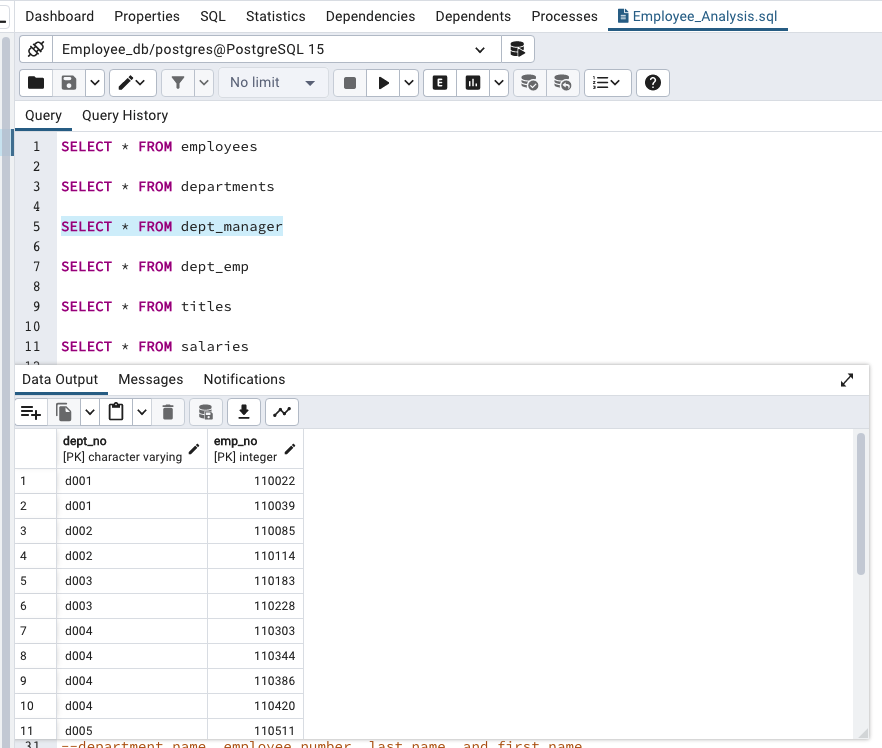 Dashboard Properties SQL Statistics Dependencies Dependents Processes Employee_Analysis.sql
Employee_db/postgres@PostgreSQL 15
No limit E
Query Query History
1 SELECT * FROM employees
2
3 SELECT * FROM departments
4
5 SELECT * FROM dept_manager
6
7 SELECT * FROM dept_emp
8
9 SELECT * FROM titles
10
11 SELECT * FROM salaries
Data Output Messages Notifications
dept_no emp_no
[PK] character varying [PK] integer
1 d001 110022
2 d001 110039
3 d002 110085
4 d002 110114
5 d003 110183
6 d003 110228
7 d004 110303
8 d004 110344
9 d004 110386
10 d004 110420
11 d005 110511
31 --department name, employee number, last name, and first name